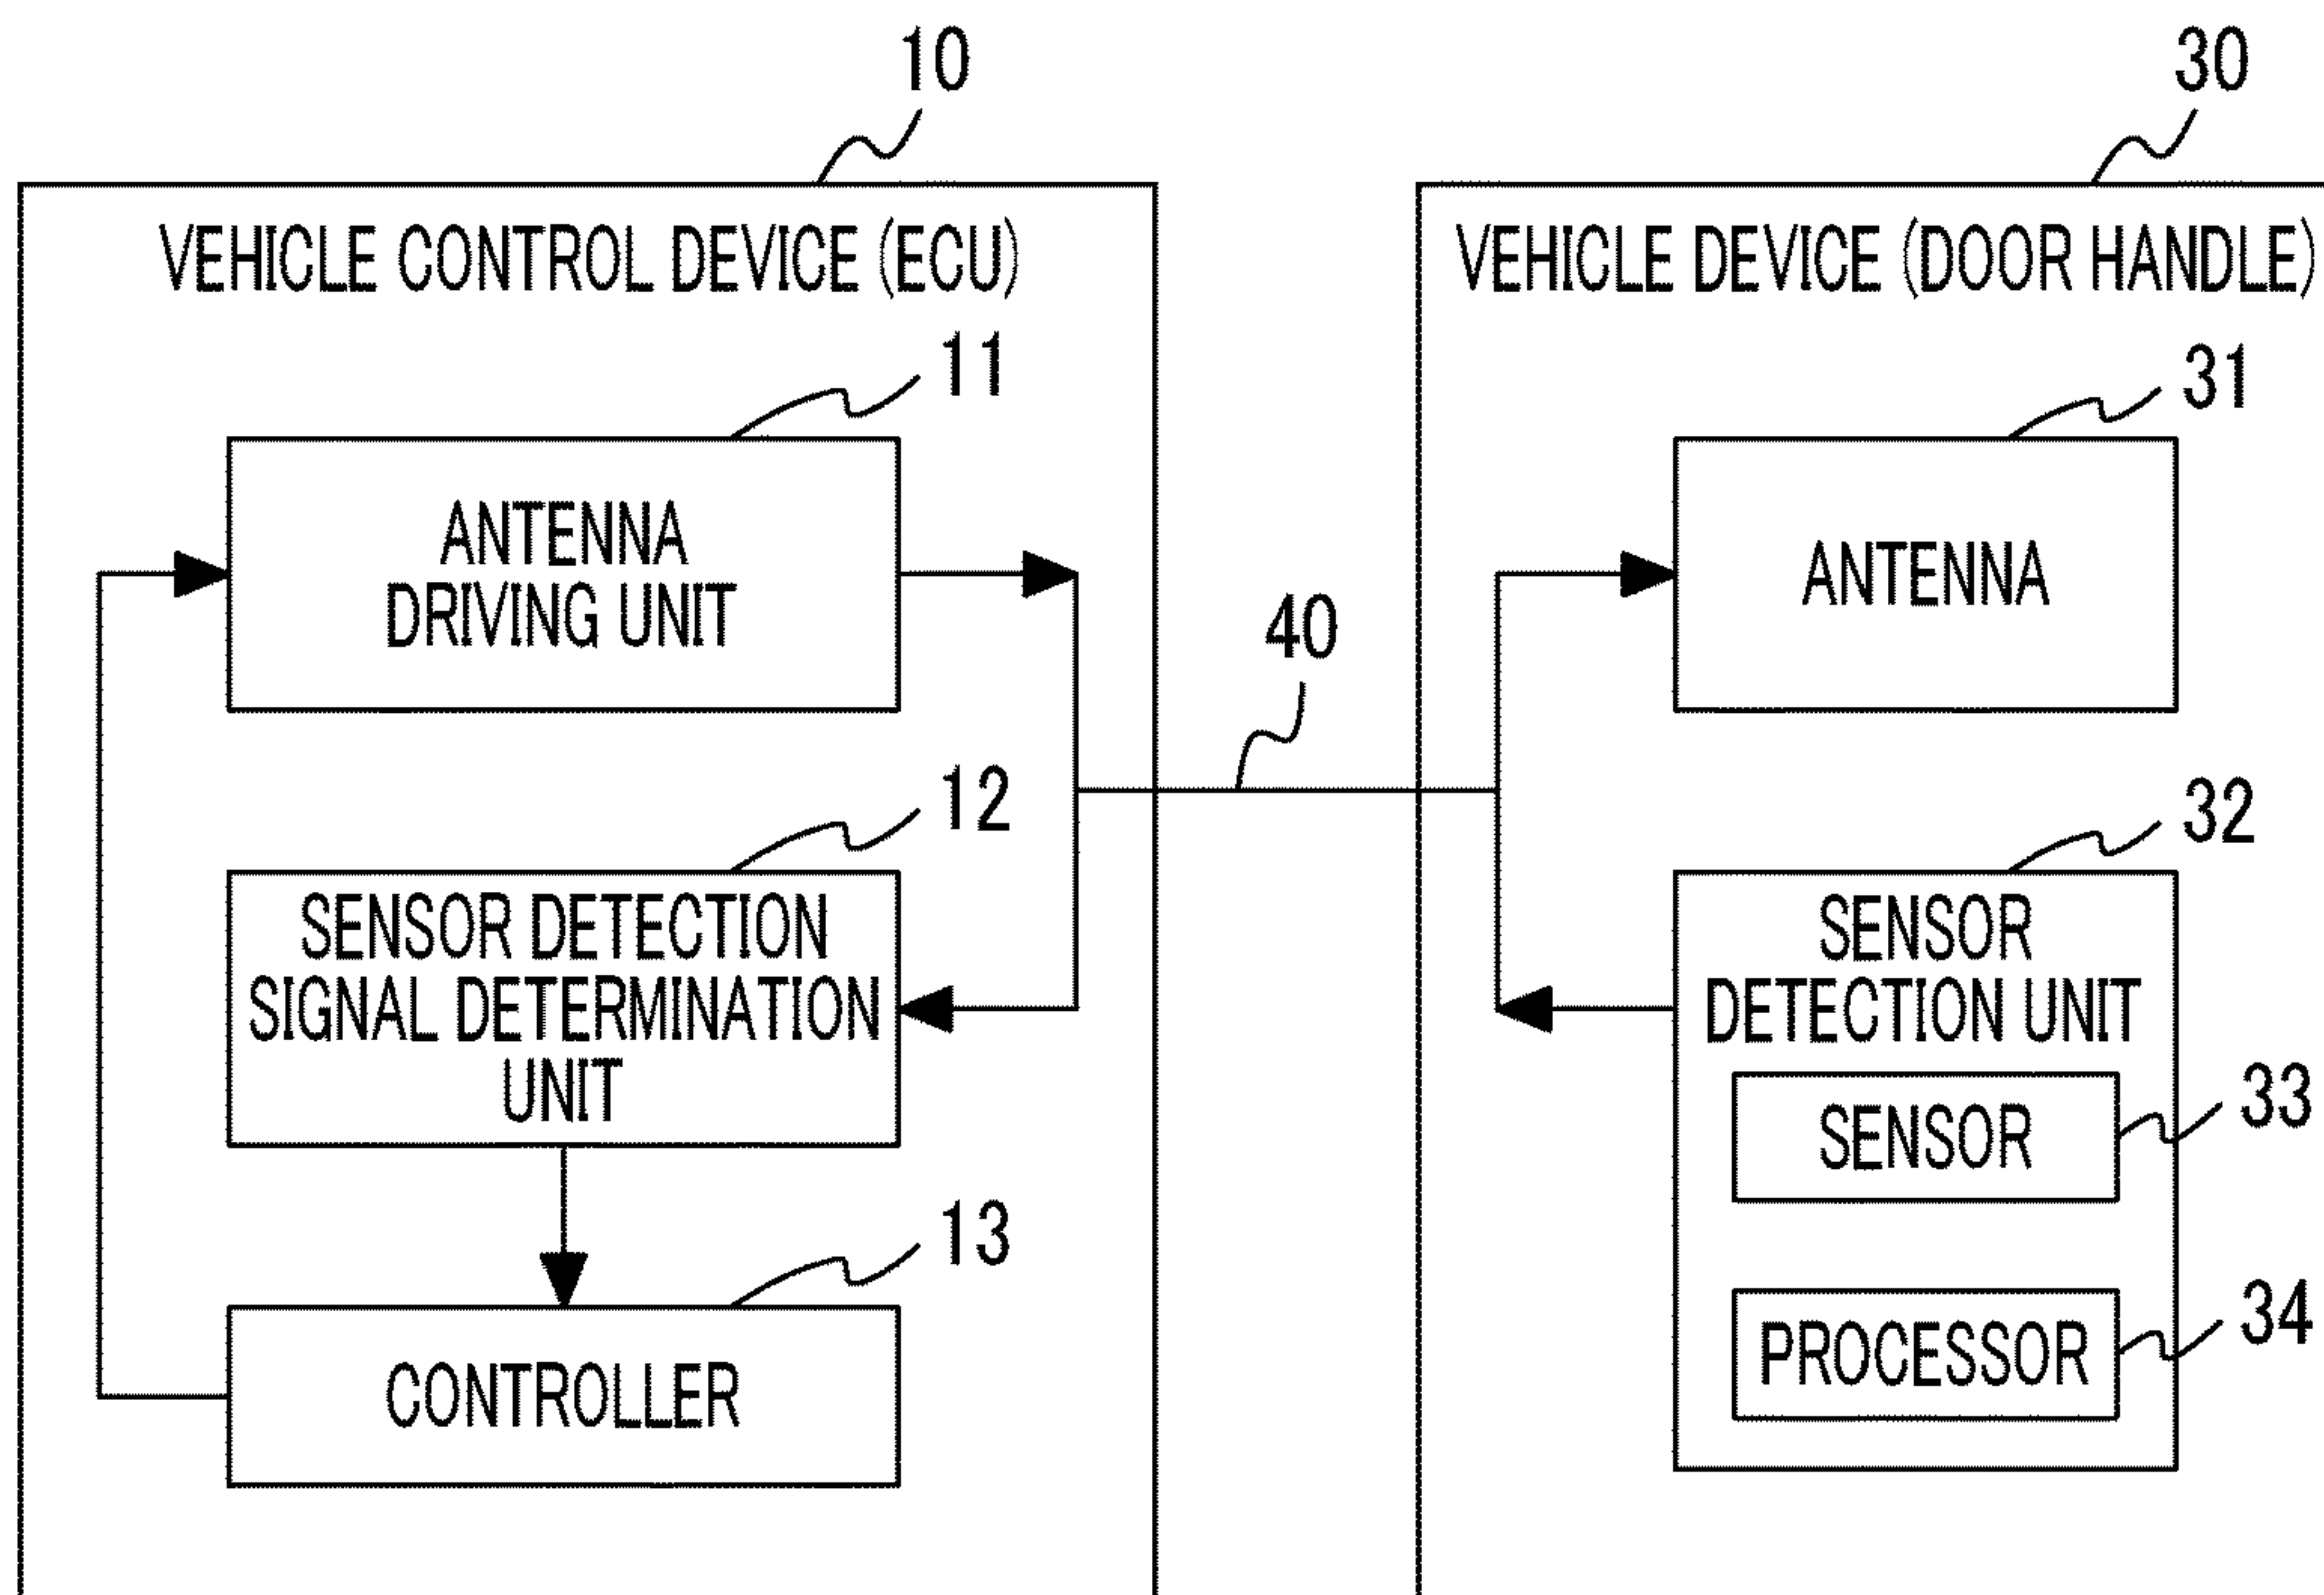 10
VEHICLE CONTROL DEVICE (ECU)
11
ANTENNA
DRIVING UNIT
12
SENSOR DETECTION
SIGNAL DETERMINATION
UNIT
13
CONTROLLER
40
30
VEHICLE DEVICE (DOOR HANDLE)
31
ANTENNA
32
SENSOR
DETECTION UNIT
33
SENSOR
34
PROCESSOR